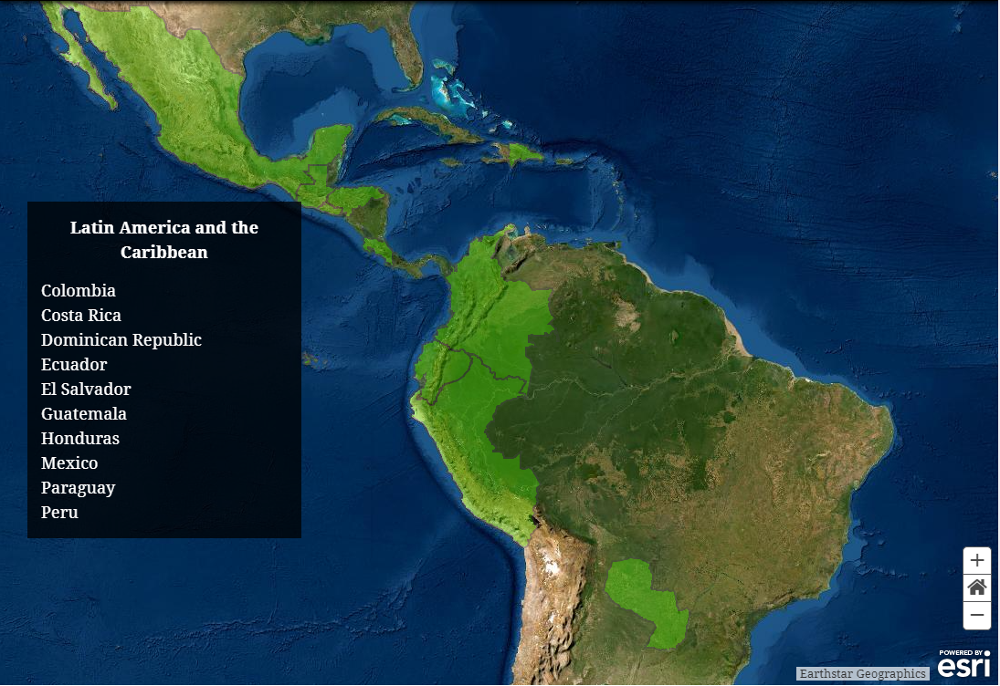 Latin America and the
Caribbean
Colombia
Costa Rica
Dominican Republic
Ecuador
El Salvador
Guatemala
Honduras
Mexico
Paraguay
Peru
+
−
POWERED BY
esri
Earthstar Geographics